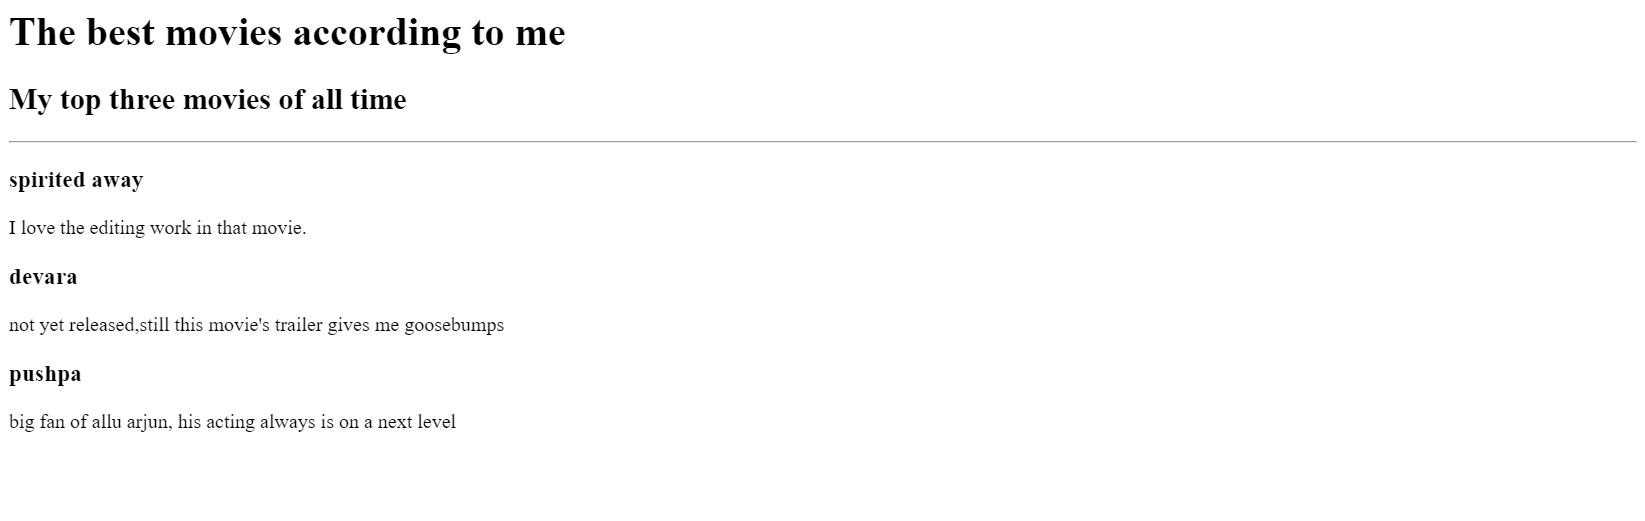 The best movies according to me
My top three movies of all time
spirited away
I love the editing work in that movie.
devara
not yet released,still this movie's trailer gives me goosebumps
pushpa
big fan of allu arjun, his acting always is on a next level